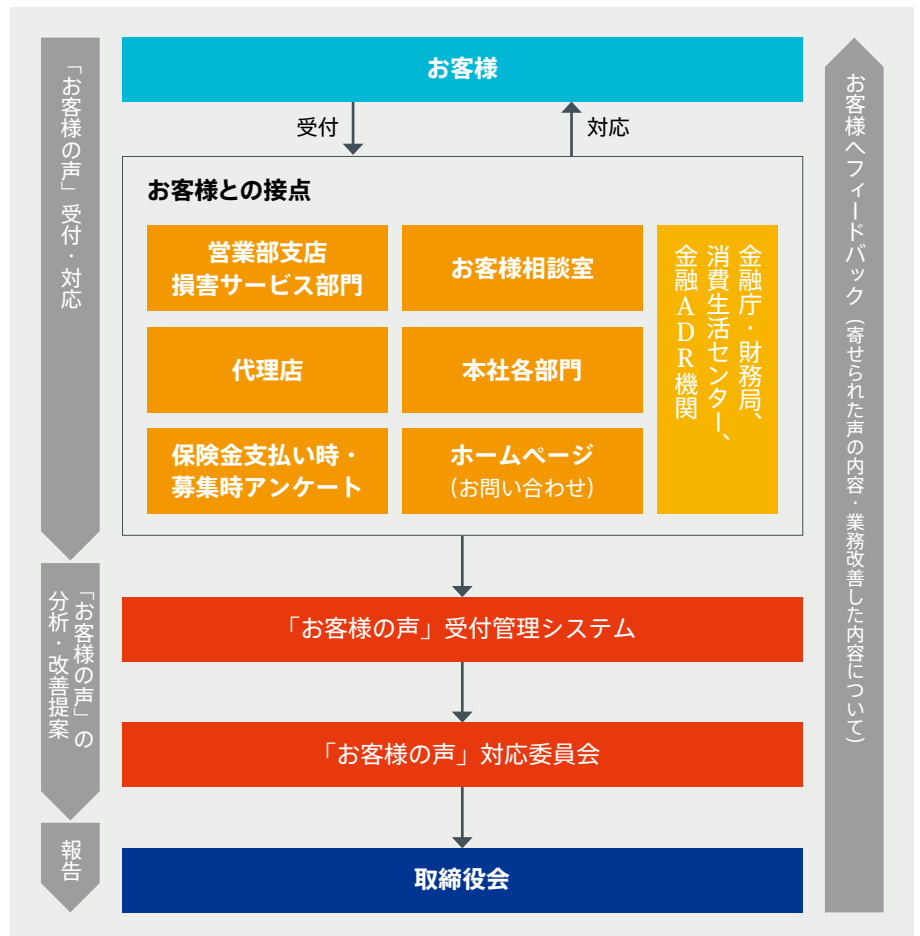 お客様
受付
対応
お客様との接点
営業部支店
損害サービス部門
お客様相談室
代理店
本社各部門
保険金支払い時・
募集時アンケート
ホームページ
(お問い合わせ)
金融庁・財務局、
消費生活センター、
金融ADR機関
「お客様の声」受付管理システム
「お客様の声」対応委員会
取締役会
「お客様の声」受付・対応
「お客様の声」の
分析・改善提案
報告
お客様へフィードバック(寄せられた声の内容・業務改善した内容について)